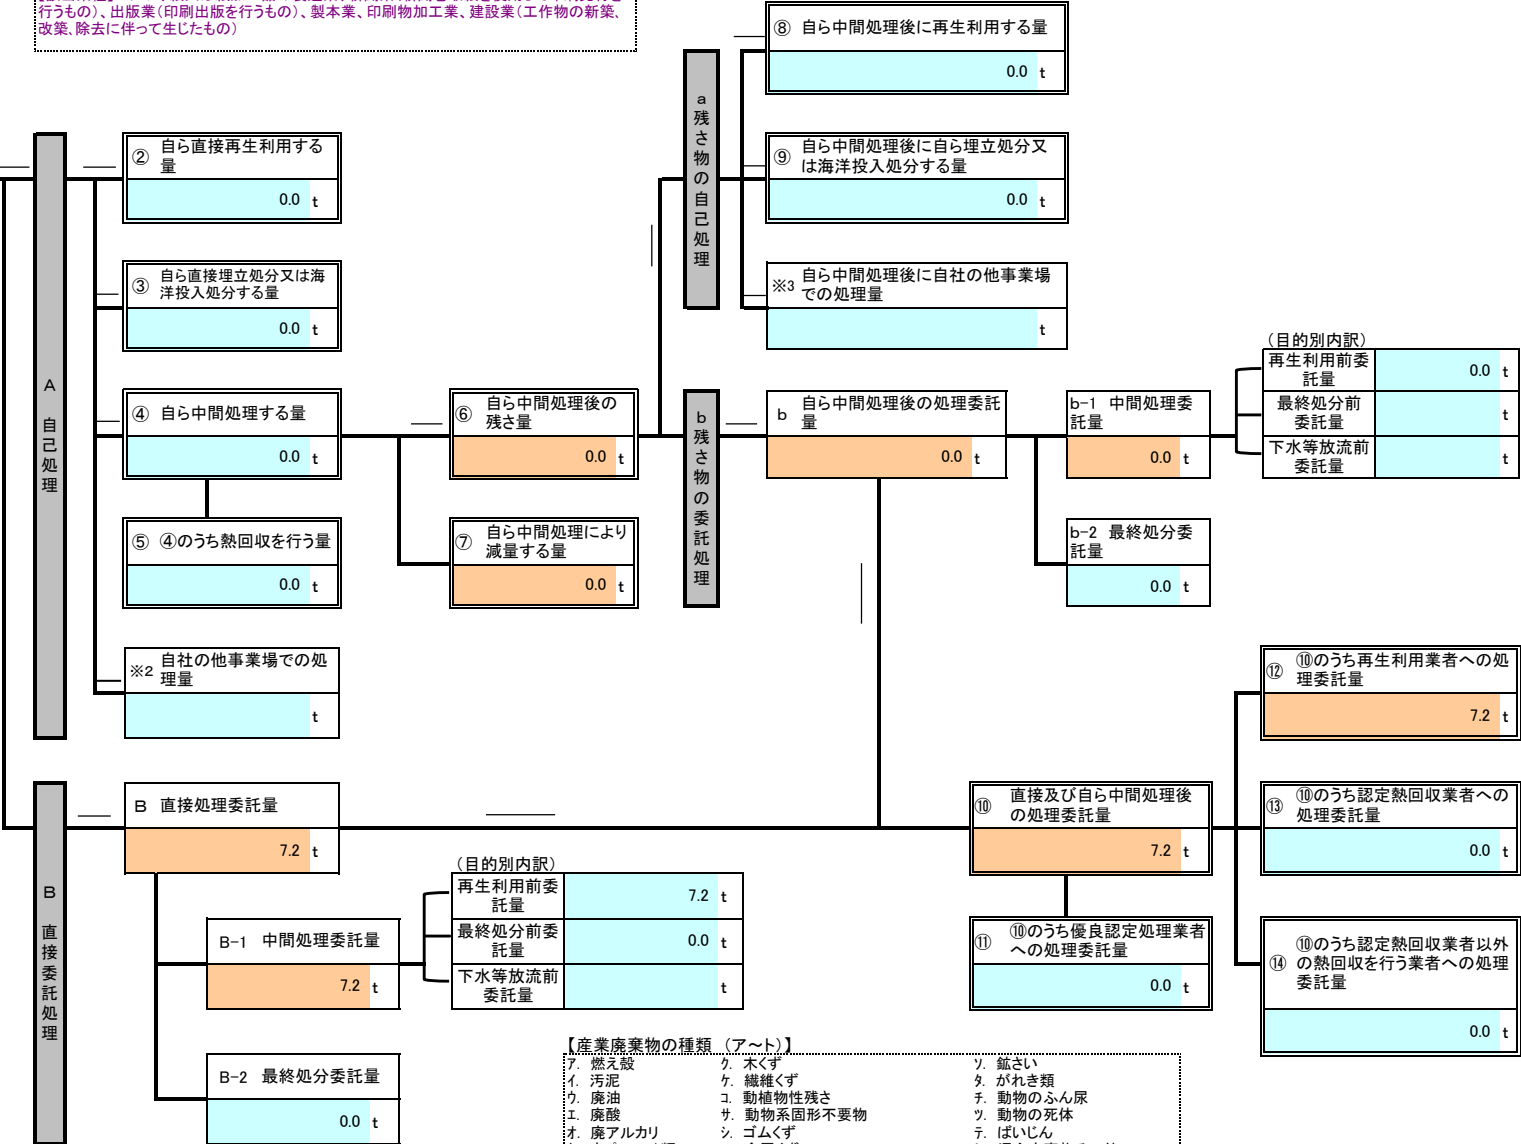 行うもの)、出版業(印刷出版を行うもの)、製本業、印刷物加工業、建設業(工作物の新築、
改築、除去に伴って生じたもの)
⑧ 自ら中間処理後に再生利用する量
0.0 t
a 残さ物の自己処理
② 自ら直接再生利用する
量
0.0 t
⑨ 自ら中間処理後に自ら埋立処分又
は海洋投入処分する量
0.0 t
③ 自ら直接埋立処分又は海
洋投入処分する量
0.0 t
※3 自ら中間処理後に自社の他事業場
での処理量
t
A 自己処理
④ 自ら中間処理する量
0.0 t
⑥ 自ら中間処理後の
残さ量
0.0 t
b 残さ物の委託処理
b 自ら中間処理後の処理委託
量
0.0 t
b-1 中間処理委
託量
0.0 t
(目的別内訳)
再生利用前委
託量
0.0 t
最終処分前
委託量
t
下水等放流前
委託量
t
⑤ ④のうち熱回収を行う量
0.0 t
⑦ 自ら中間処理により
減量する量
0.0 t
b-2 最終処分委
託量
0.0 t
※2 自社の他事業場での処
理量
t
⑫ ⑩のうち再生利用業者への処
理委託量
7.2 t
B 直接委託処理
B 直接処理委託量
7.2 t
⑩ 直接及び自ら中間処理後
の処理委託量
7.2 t
⑬ ⑩のうち認定熱回収業者への
処理委託量
0.0 t
(目的別内訳)
再生利用前委
託量
7.2 t
最終処分前委
託量
0.0 t
下水等放流前
委託量
t
B-1 中間処理委託量
7.2 t
⑪ ⑩のうち優良認定処理業者
への処理委託量
0.0 t
⑭ ⑩のうち認定熱回収業者以外
の熱回収を行う業者への処理
委託量
0.0 t
B-2 最終処分委託量
0.0 t
【産業廃棄物の種類 (ア~ト)】
ア. 燃え殻 ク. 木くず ソ. 鉱さい
イ. 汚泥 ケ. 繊維くず タ. がれき類
ウ. 廃油 コ. 動植物性残さ チ. 動物のふん尿
エ. 廃酸 サ. 動物系固形不要物 ツ. 動物の死体
オ. 廃アルカリ シ. ゴムくず テ. ばいじん